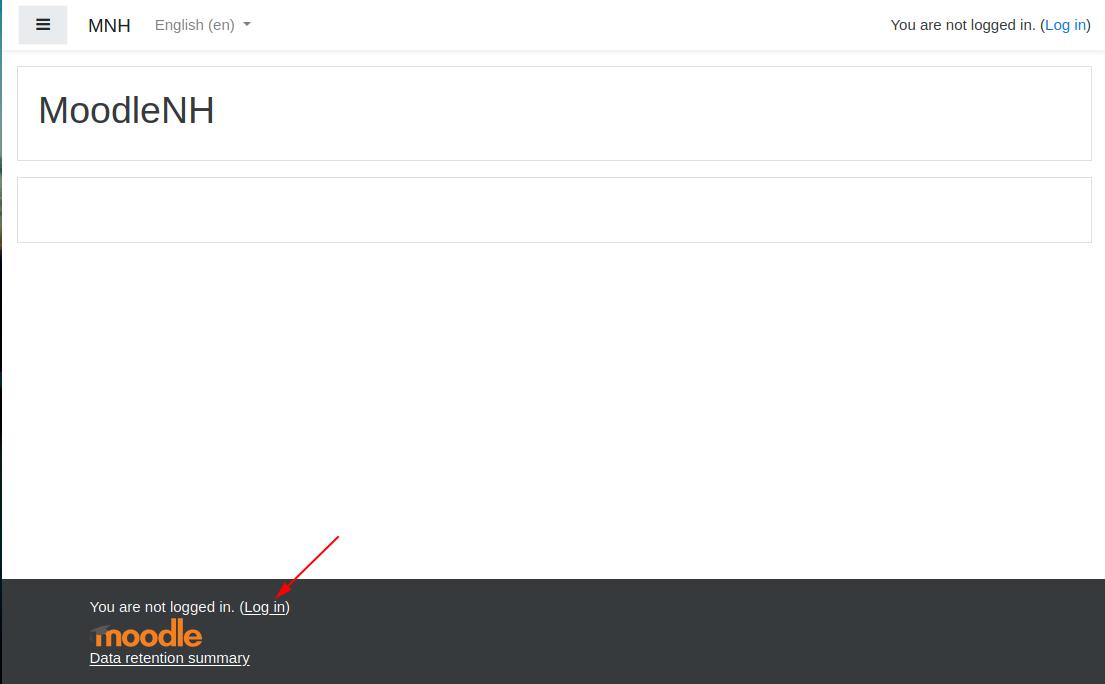 MNH English (en) You are not logged in. (Log in)
MoodleNH
You are not logged in. (Log in)
moodle
Data retention summary